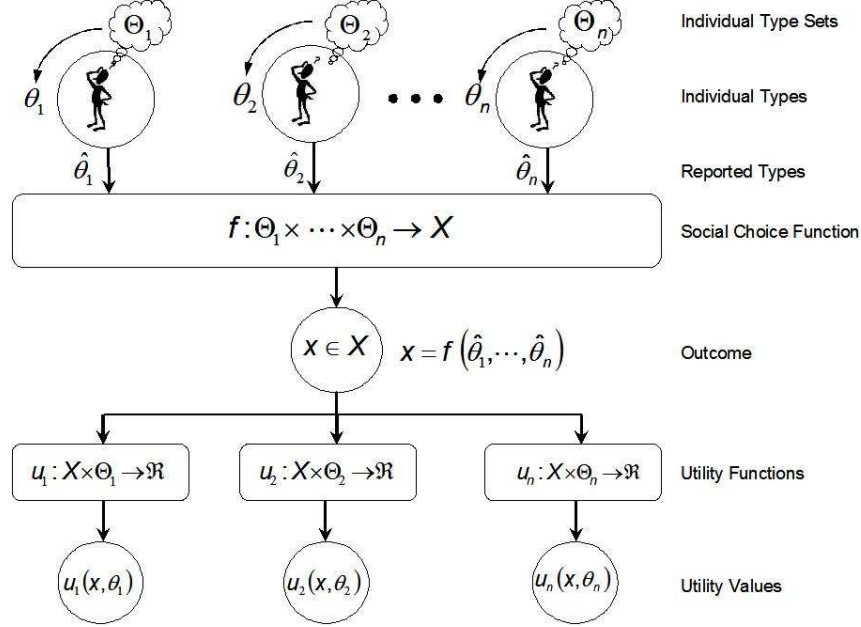 Θ₁ Θ₂ Θₙ Individual Type Sets
θ₁ θ₂ • • • θₙ Individual Types
θ̂₁ θ̂₂ θ̂ₙ Reported Types
f : Θ₁ × ⋯ × Θₙ → X Social Choice Function
x ∈ X x = f (θ̂₁, ⋯, θ̂ₙ) Outcome
u₁ : X × Θ₁ → ℜ u₂ : X × Θ₂ → ℜ uₙ : X × Θₙ → ℜ Utility Functions
u₁(x, θ₁) u₂(x, θ₂) uₙ(x, θₙ) Utility Values